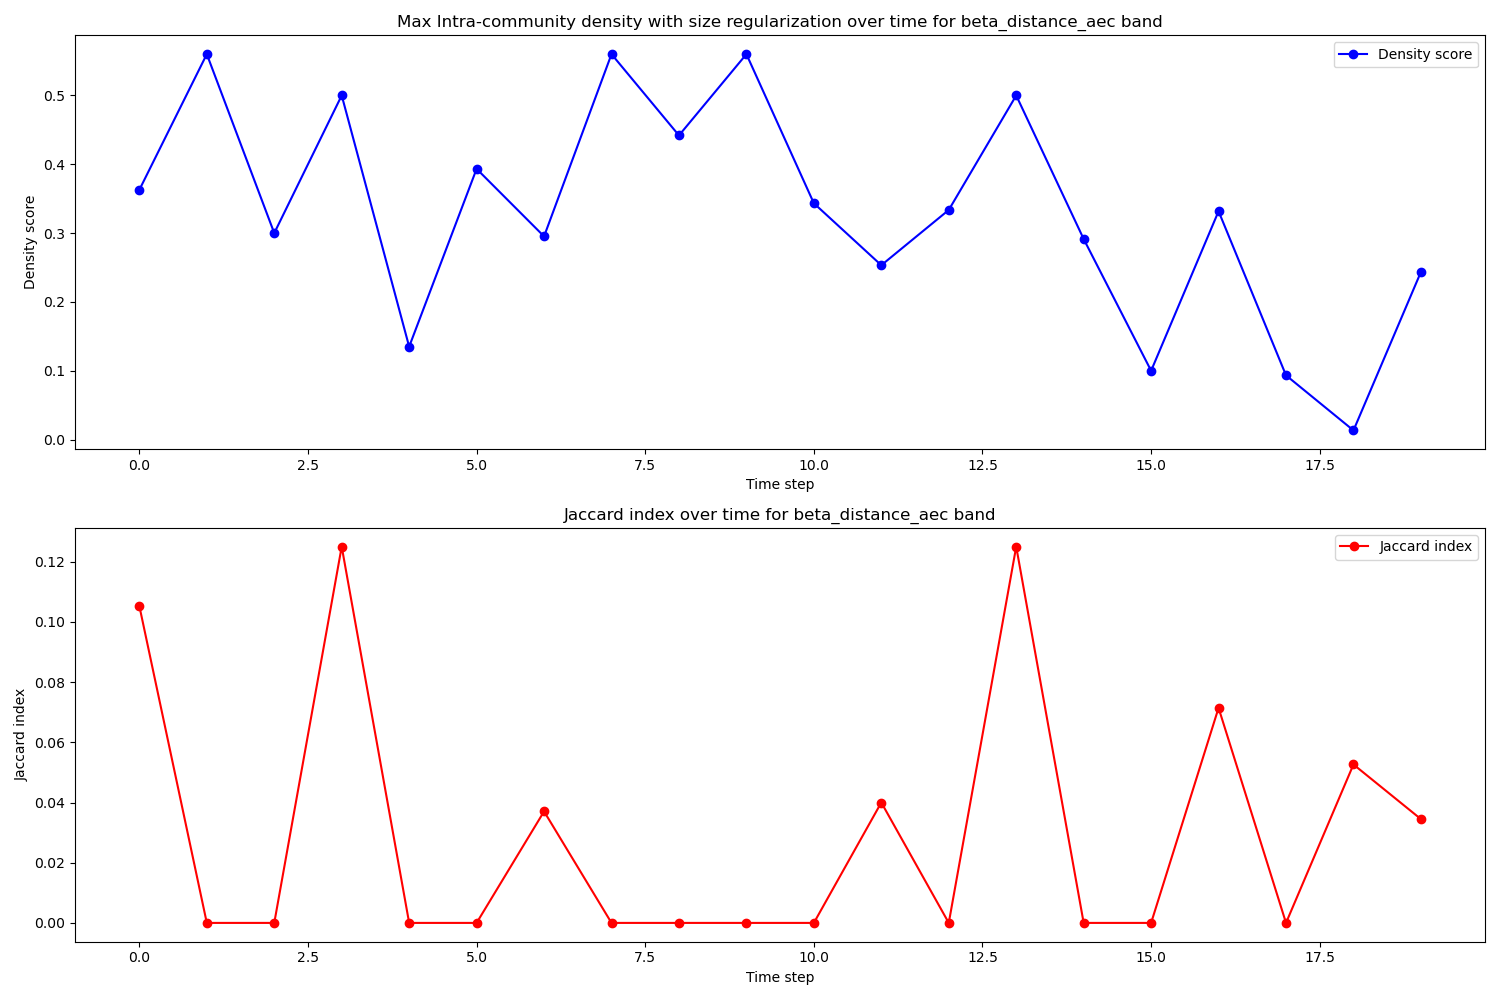 Max Intra-community density with size regularization over time for beta_distance_aec band
Density score
Density score
0.5
0.4
0.3
0.2
0.1
0.0
0.0 2.5 5.0 7.5 10.0 12.5 15.0 17.5
Time step
Jaccard index over time for beta_distance_aec band
Jaccard index
Jaccard index
0.12
0.10
0.08
0.06
0.04
0.02
0.00
0.0 2.5 5.0 7.5 10.0 12.5 15.0 17.5
Time step